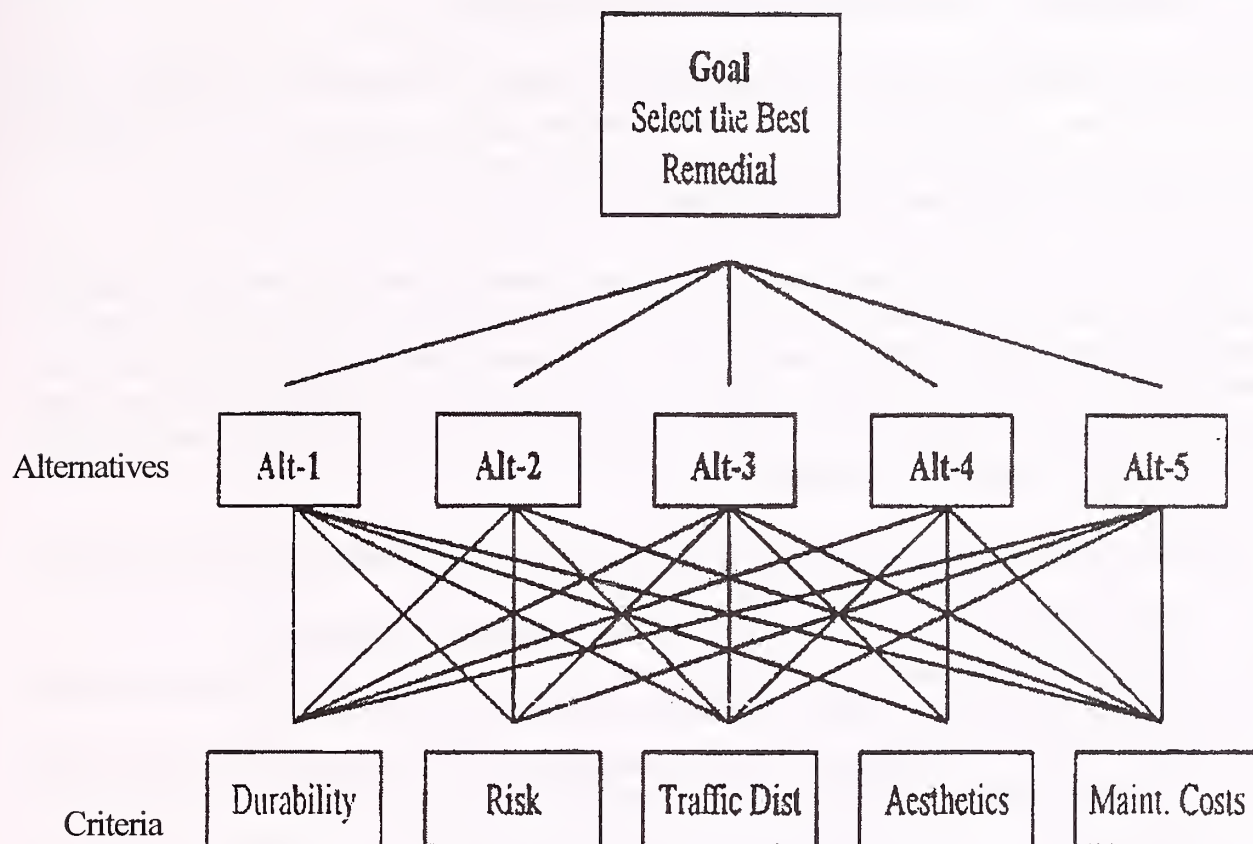 Goal
Select the Best
Remedial
Alternatives
Alt-1
Alt-2
Alt-3
Alt-4
Alt-5
Criteria
Durability
Risk
Traffic Dist
Aesthetics
Maint. Costs